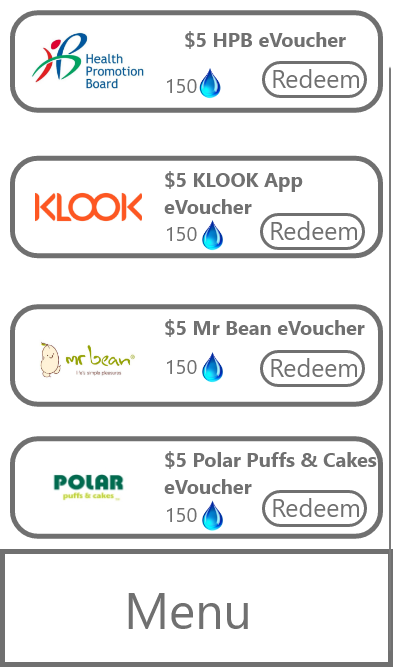 Health
Promotion
Board
$5 HPB eVoucher
150
Redeem
KLOOK
$5 KLOOK App
eVoucher
150
Redeem
mr bean®
life's simple pleasures
$5 Mr Bean eVoucher
150
Redeem
POLAR
puffs & cakes
$5 Polar Puffs & Cakes
eVoucher
150
Redeem
Menu